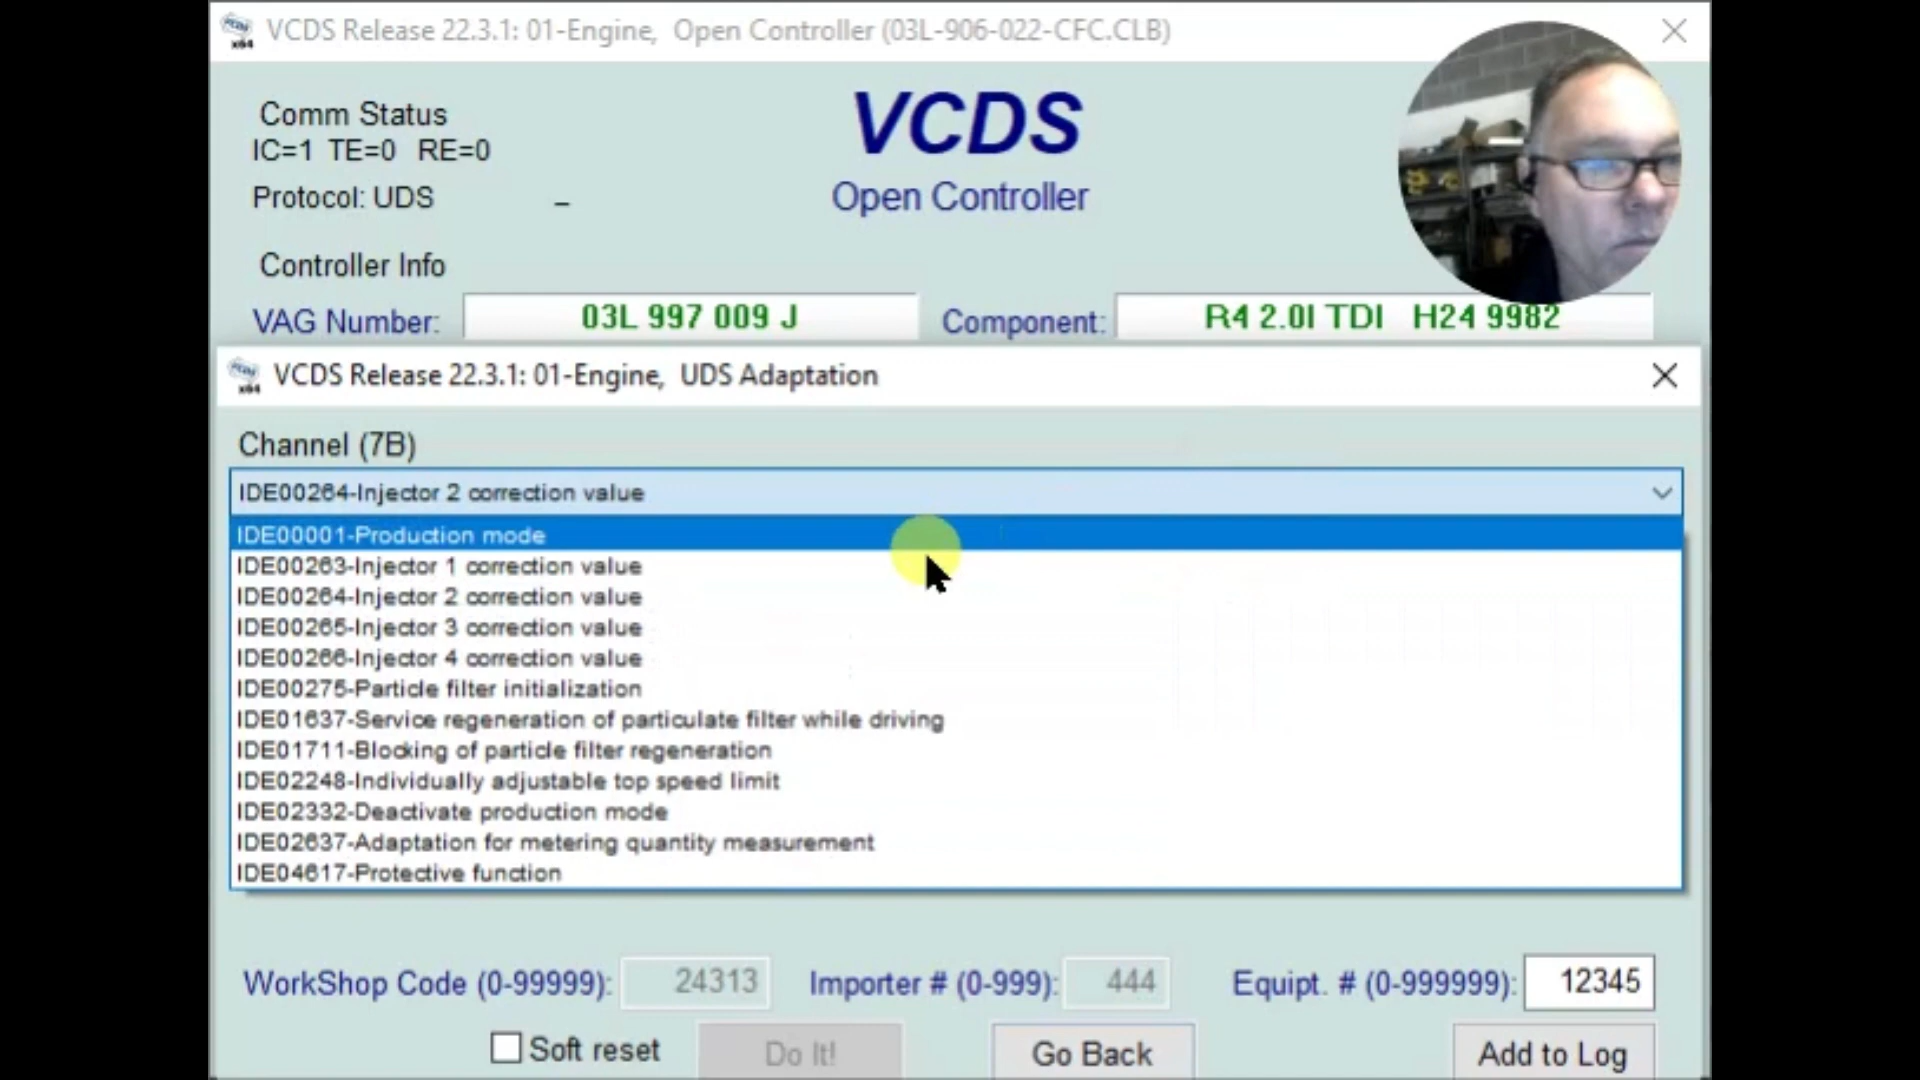 VCDS Release 22.3.1: 01-Engine, Open Controller (03L-906-022-CFC.CLB)
Comm Status
IC=1 TE=0 RE=0
Protocol: UDS
VCDS
Open Controller
Controller Info
VAG Number: 03L 997 009 J Component: R4 2.0l TDI H24 9982
VCDS Release 22.3.1: 01-Engine, UDS Adaptation
Channel (7B)
IDE00264-Injector 2 correction value
IDE00001-Production mode
IDE00263-Injector 1 correction value
IDE00264-Injector 2 correction value
IDE00265-Injector 3 correction value
IDE00266-Injector 4 correction value
IDE00275-Particle filter initialization
IDE01637-Service regeneration of particulate filter while driving
IDE01711-Blocking of particle filter regeneration
IDE02248-Individually adjustable top speed limit
IDE02332-Deactivate production mode
IDE02637-Adaptation for metering quantity measurement
IDE04617-Protective function
WorkShop Code (0-99999): 24313 Importer # (0-999): 444 Equipt. # (0-999999): 12345
Soft reset Do It! Go Back Add to Log